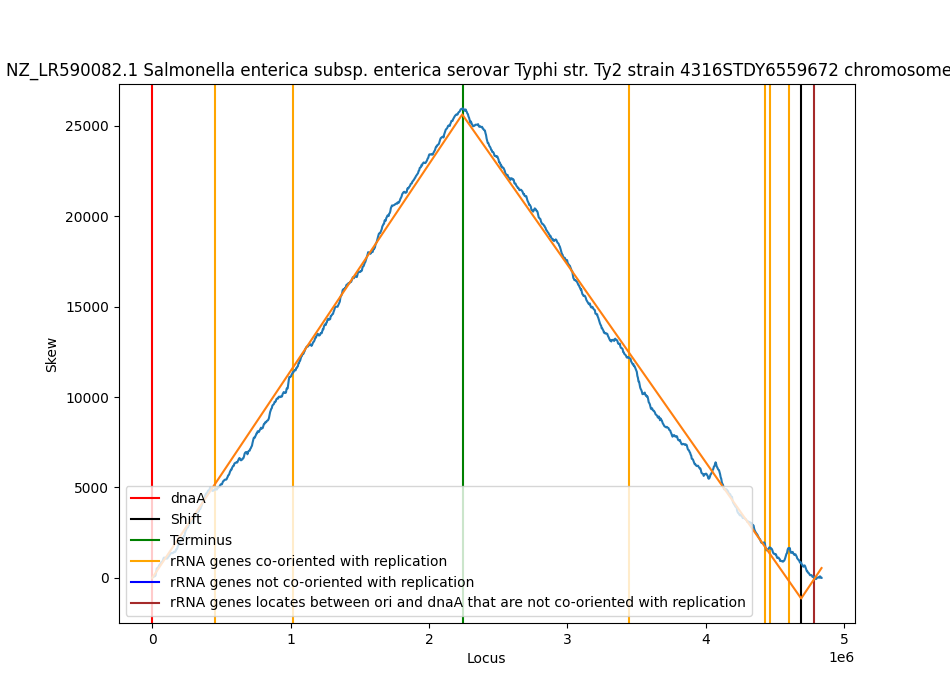 NZ_LR590082.1 Salmonella enterica subsp. enterica serovar Typhi str. Ty2 strain 4316STDY6559672 chromosome
25000
20000
15000
10000
5000
0
Skew
dnaA
Shift
Terminus
rRNA genes co-oriented with replication
rRNA genes not co-oriented with replication
rRNA genes locates between ori and dnaA that are not co-oriented with replication
0 1 2 3 4 5
1e6
Locus